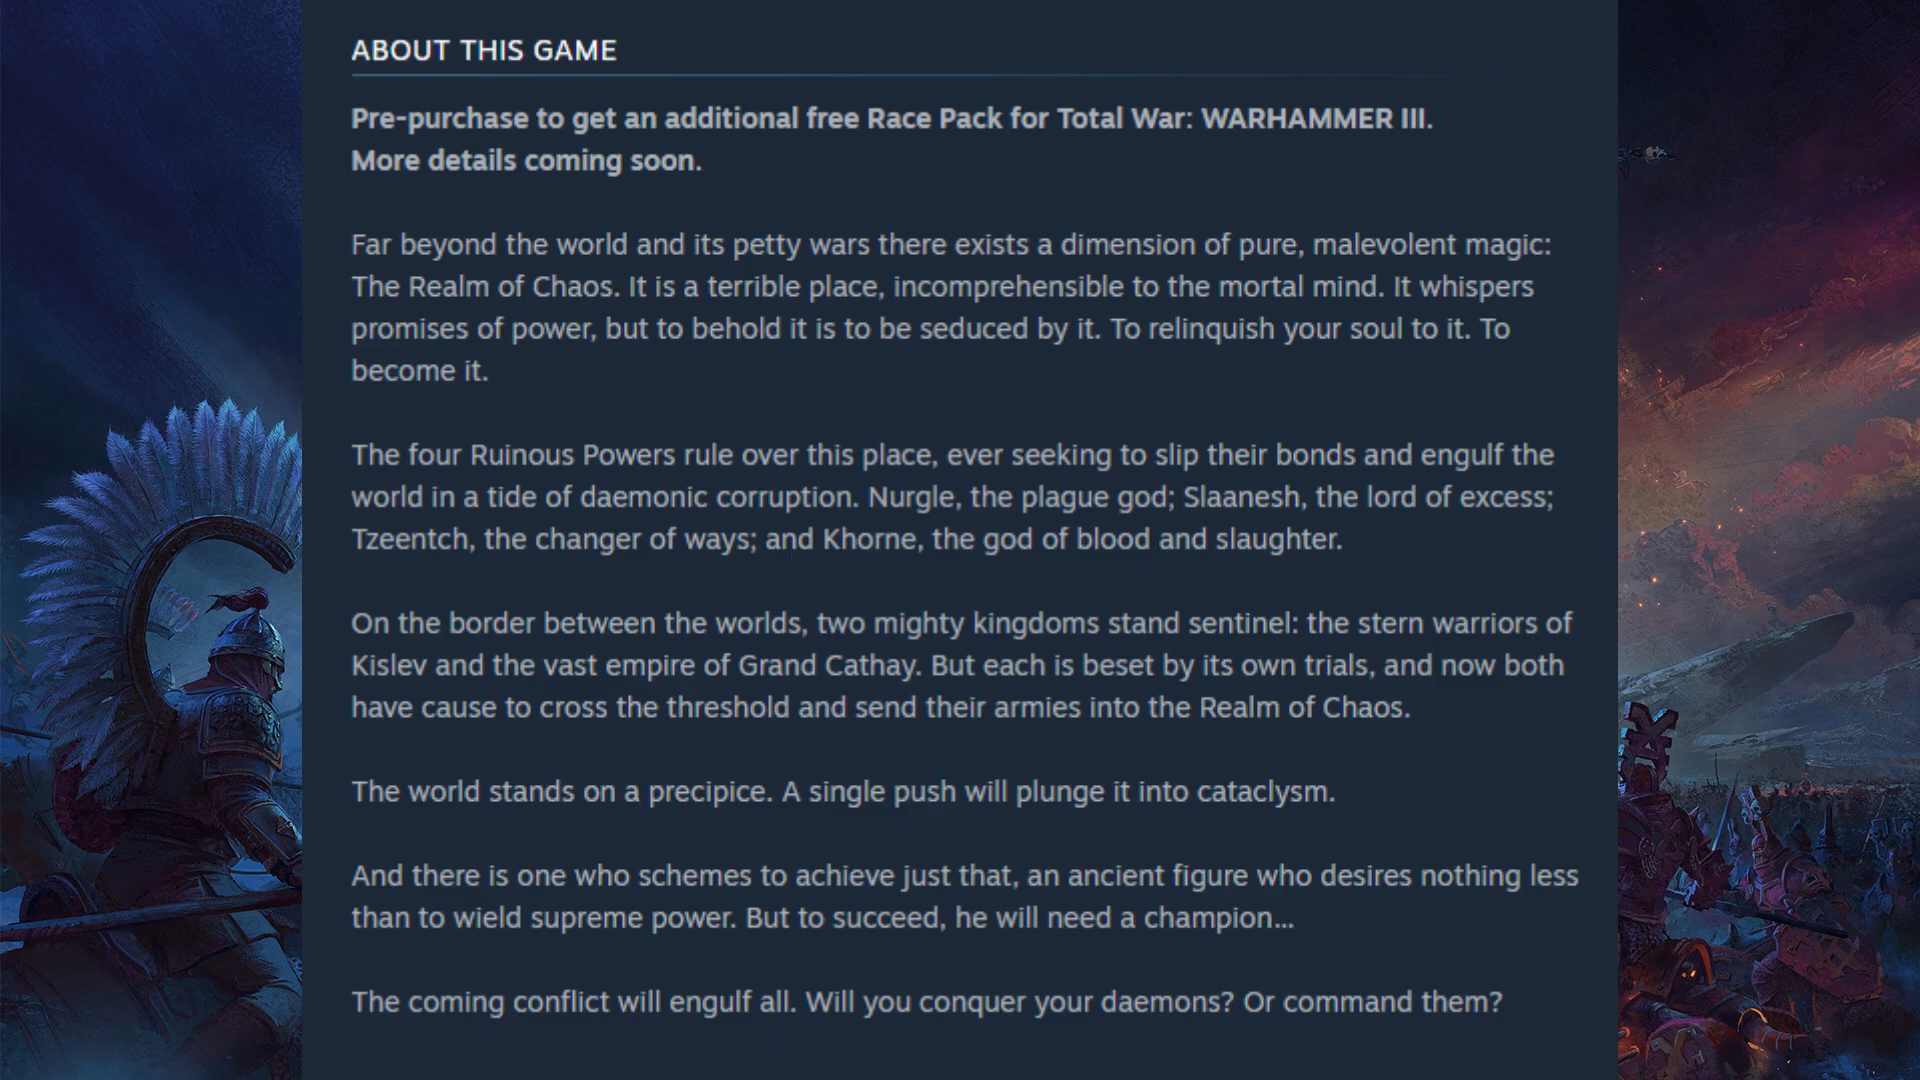 ABOUT THIS GAME
Pre-purchase to get an additional free Race Pack for Total War: WARHAMMER III.
More details coming soon.
Far beyond the world and its petty wars there exists a dimension of pure, malevolent magic:
The Realm of Chaos. It is a terrible place, incomprehensible to the mortal mind. It whispers
promises of power, but to behold it is to be seduced by it. To relinquish your soul to it. To
become it.
The four Ruinous Powers rule over this place, ever seeking to slip their bonds and engulf the
world in a tide of daemonic corruption. Nurgle, the plague god; Slaanesh, the lord of excess;
Tzeentch, the changer of ways; and Khorne, the god of blood and slaughter.
On the border between the worlds, two mighty kingdoms stand sentinel: the stern warriors of
Kislev and the vast empire of Grand Cathay. But each is beset by its own trials, and now both
have cause to cross the threshold and send their armies into the Realm of Chaos.
The world stands on a precipice. A single push will plunge it into cataclysm.
And there is one who schemes to achieve just that, an ancient figure who desires nothing less
than to wield supreme power. But to succeed, he will need a champion...
The coming conflict will engulf all. Will you conquer your daemons? Or command them?